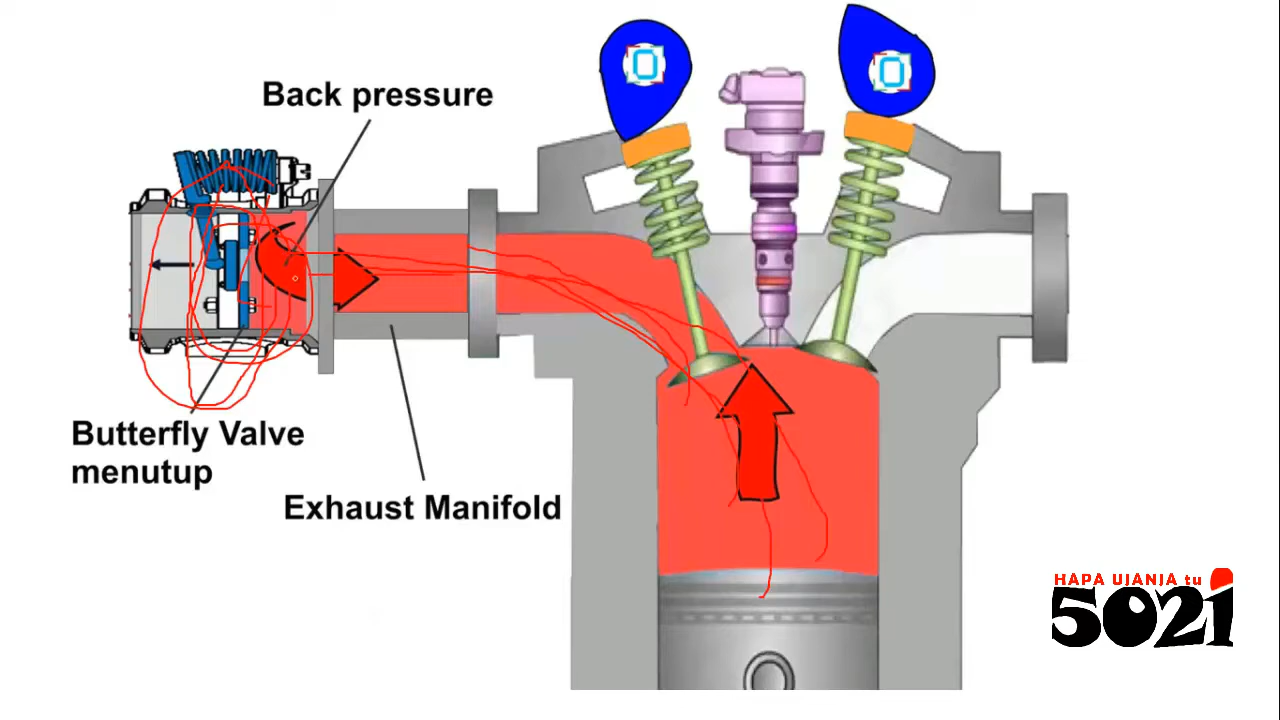 Back pressure
Butterfly Valve
menutup
Exhaust Manifold
HAPA UJANJA tu
5021